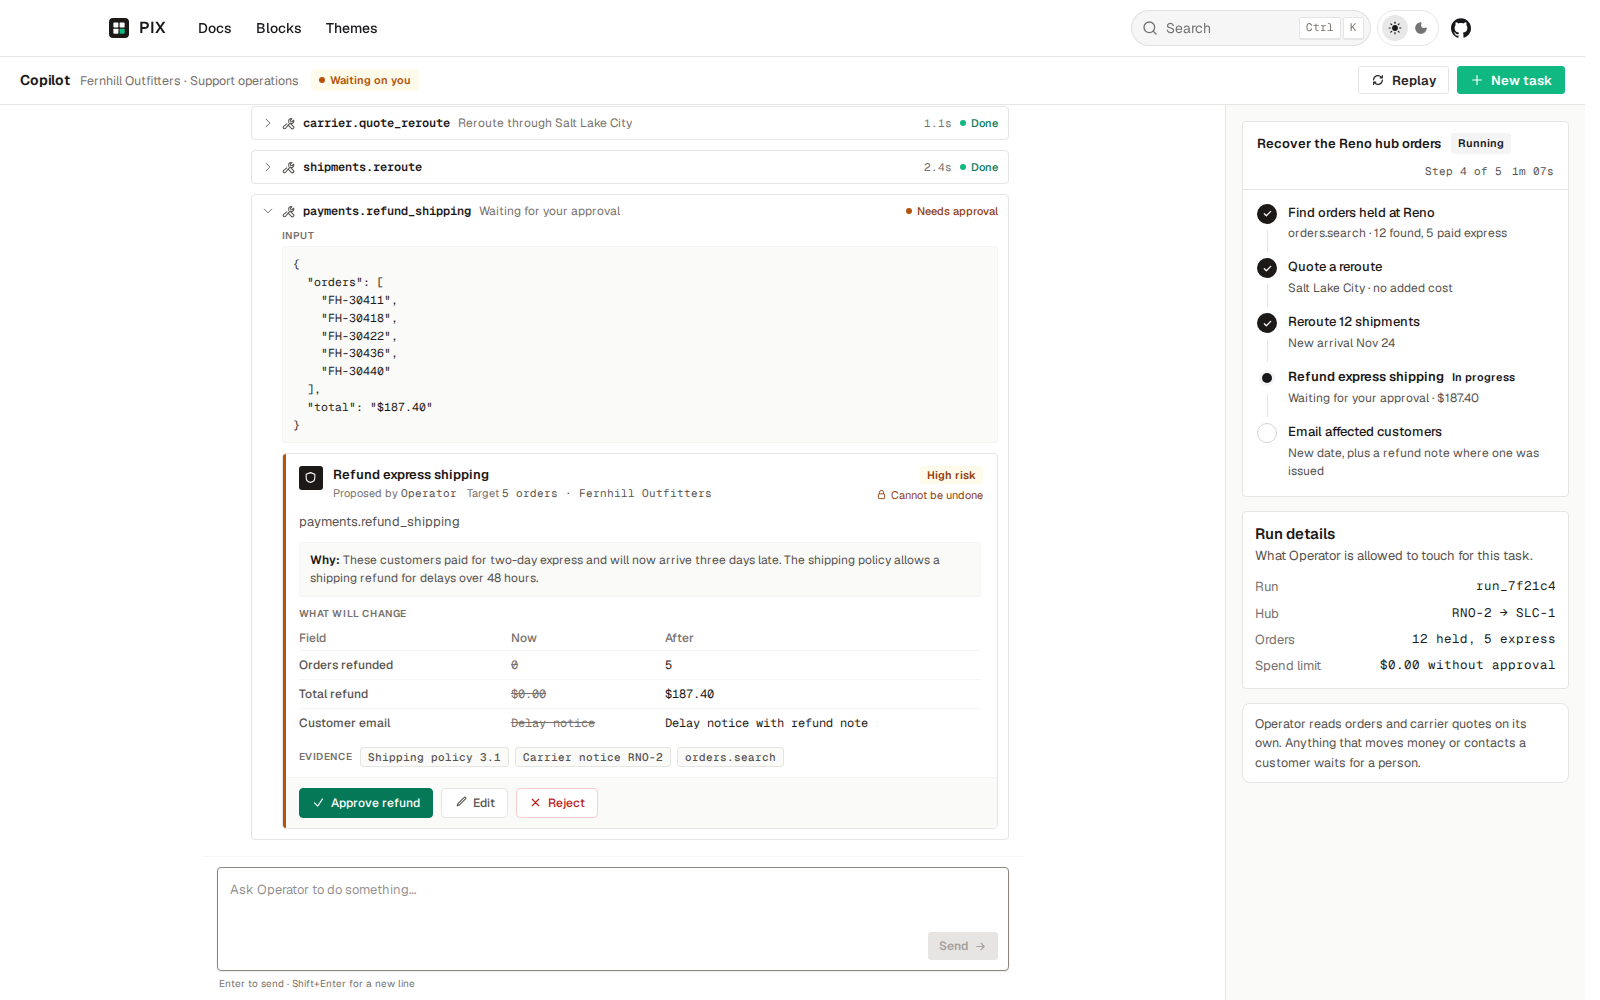 PIX
Docs
Blocks
Themes
Search
Ctrl
K
Copilot
Fernhill Outfitters · Support operations
Waiting on you
Replay
New task
carrier.quote_reroute
Reroute through Salt Lake City
1.1s
Done
shipments.reroute
2.4s
Done
payments.refund_shipping
Waiting for your approval
Needs approval
INPUT
{
"orders": [
"FH-30411",
"FH-30418",
"FH-30422",
"FH-30436",
"FH-30440"
],
"total": "$187.40"
}
Refund express shipping
High risk
Proposed by Operator
Target 5 orders · Fernhill Outfitters
Cannot be undone
payments.refund_shipping
Why: These customers paid for two-day express and will now arrive three days late. The shipping policy allows a
shipping refund for delays over 48 hours.
WHAT WILL CHANGE
Field
Now
After
Orders refunded
0
5
Total refund
$0.00
$187.40
Customer email
Delay notice
Delay notice with refund note
EVIDENCE
Shipping policy 3.1
Carrier notice RNO-2
orders.search
Approve refund
Edit
Reject
Ask Operator to do something...
Send
Enter to send · Shift+Enter for a new line
Recover the Reno hub orders
Running
Step 4 of 5
1m 07s
Find orders held at Reno
orders.search · 12 found, 5 paid express
Quote a reroute
Salt Lake City · no added cost
Reroute 12 shipments
New arrival Nov 24
Refund express shipping
In progress
Waiting for your approval · $187.40
Email affected customers
New date, plus a refund note where one was
issued
Run details
What Operator is allowed to touch for this task.
Run
run_7f21c4
Hub
RNO-2 → SLC-1
Orders
12 held, 5 express
Spend limit
$0.00 without approval
Operator reads orders and carrier quotes on its
own. Anything that moves money or contacts a
customer waits for a person.